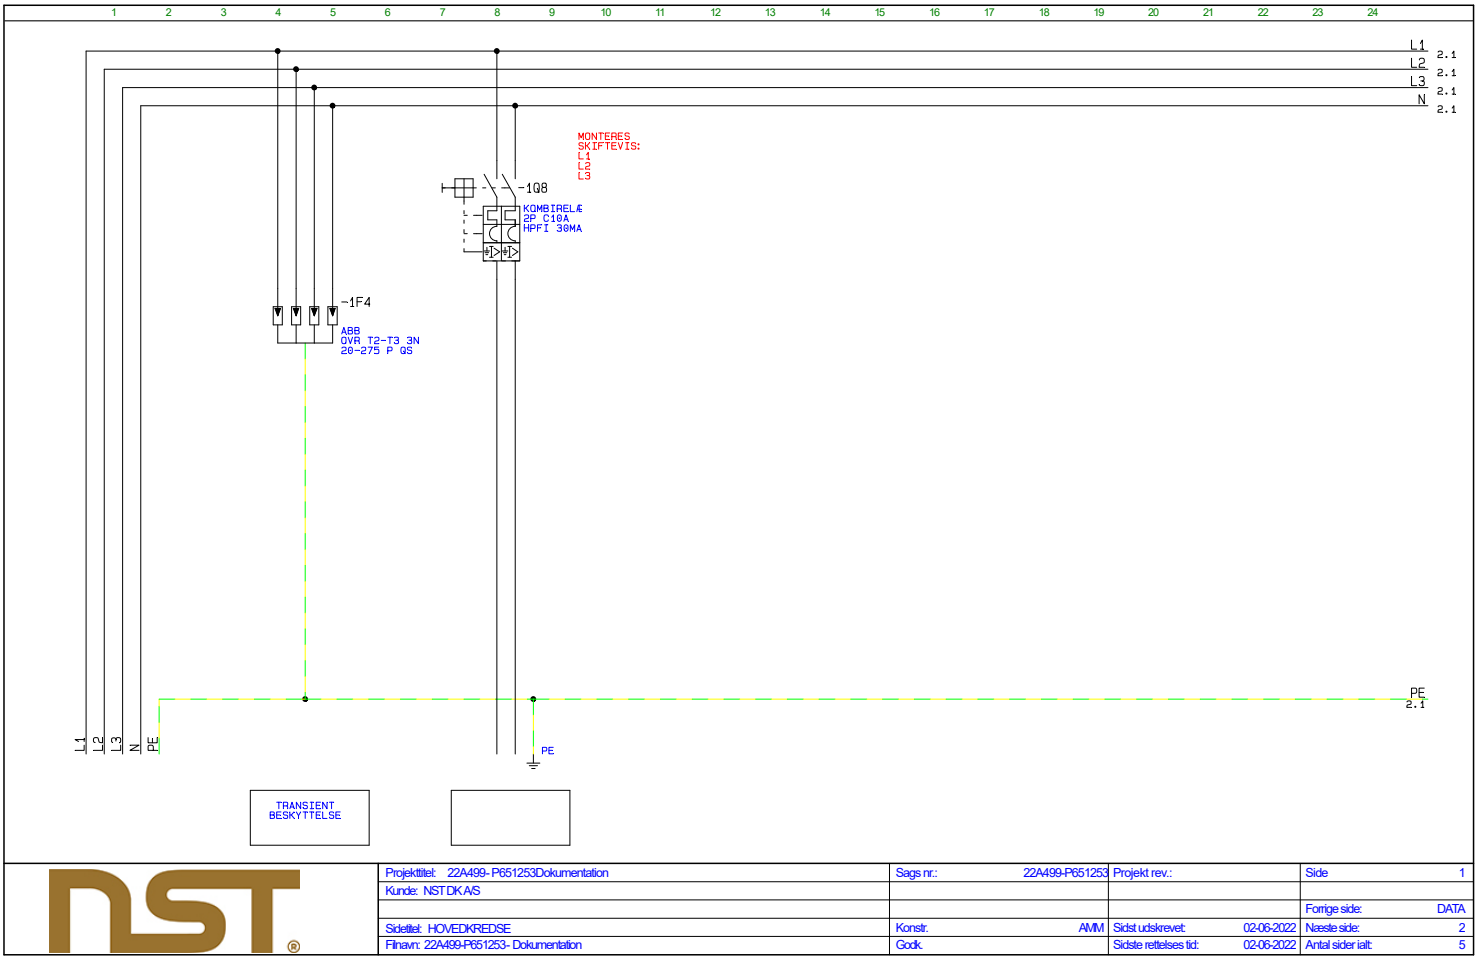 1 2 3 4 5 6 7 8 9 10 11 12 13 14 15 16 17 18 19 20 21 22 23 24
L1 2.1
L2 2.1
L3 2.1
N 2.1
MONTERES
SKIFTEVIS:
L1
L2
L3
-1Q8
KOMBIRELÆ
2P C10A
HPFI 30MA
-1F4
ABB
OVR T2-T3 3N
20-275 P QS
PE
2.1
L1 L2 L3 N PE
PE
TRANSIENT
BESKYTTELSE
nST ®
Projekttitel: 22A499- P651253Dokumentation
Kunde: NST DK A/S
Sidetitel: HOVEDKREDSE
Filnavn: 22A499-P651253- Dokumentation
Sags nr.: 22A499-P651253
Konstr. AMM
Godk.
Projekt rev.:
Sidst udskrevet: 02-06-2022
Sidste rettelses tid: 02-06-2022
Side 1
Forrige side: DATA
Næste side: 2
Antal sider ialt: 5